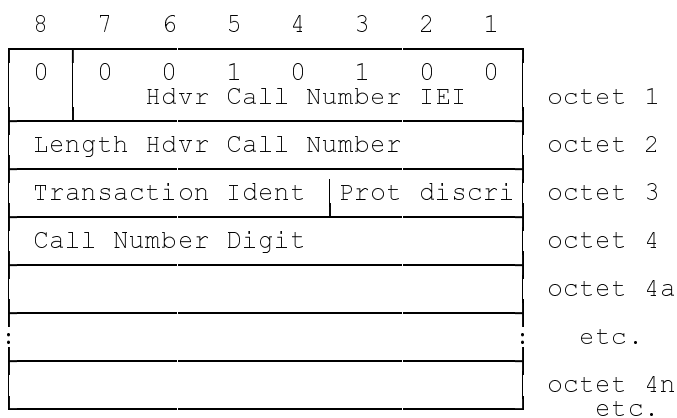 8 7 6 5 4 3 2 1
0 0 0 1 0 1 0 0
Hdvr Call Number IEI octet 1
Length Hdvr Call Number octet 2
Transaction Ident Prot discri octet 3
Call Number Digit octet 4
octet 4a
: : etc.
octet 4n
etc.